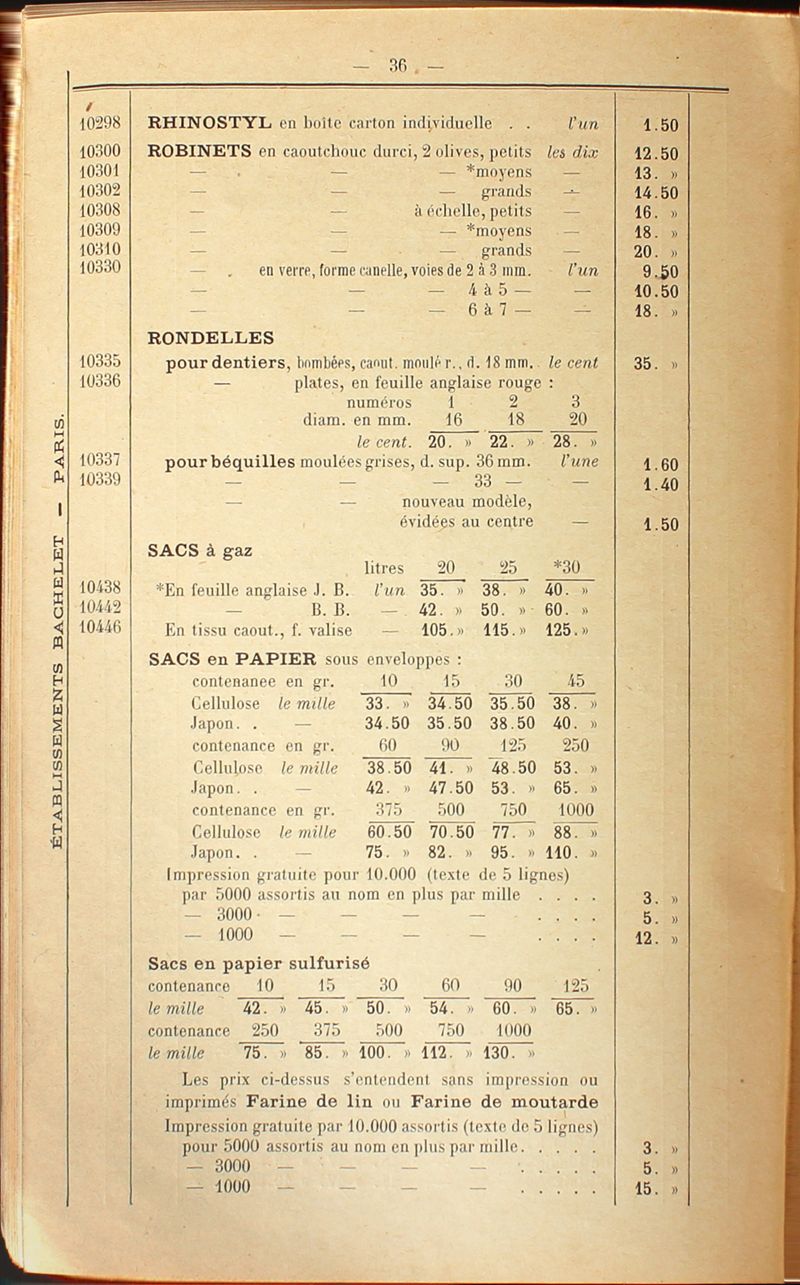 — 36 —
10298 RHINOSTYL en boîte carton individuelle . . l'un 1.50
10300 ROBINETS en caoutchouc durci, 2 olives, petits les dix 12.50
10301 — — — *moyens — 13. »
10302 — — — grands — 14.50
10308 — — à échelle, petits — 16. »
10309 — — — *moyens — 18. »
10310 — — — grands — 20. »
10330 — en verre, forme canelle, voies de 2 à 3 mm. l'un 9.50
— — — 4 à 5 — — 10.50
— — — 6 à 7 — — 18. »
RONDELLES
10335 pour dentiers, bombées, caout. moulé r., d. 18 mm. le cent 35. »
10336 — plates, en feuille anglaise rouge :
numéros 1 2 3
diam. en mm. 16 18 20
le cent. 20. » 22. » 28. »
10337 pour béquilles moulées grises, d. sup. 36 mm. l'une 1.60
10339 — — — 33 — — 1.40
— — nouveau modèle,
évidées au centre — 1.50
SACS à gaz
litres 20 25 *30
10438 *En feuille anglaise J. B. l'un 35. » 38. » 40. »
10442 — B. B. — 42. » 50. » 60. »
10446 En tissu caout., f. valise — 105. » 115. » 125. »
SACS en PAPIER sous enveloppes :
contenanee en gr. 10 15 30 45
Cellulose le mille 33. » 34.50 35.50 38. »
Japon. . — 34.50 35.50 38.50 40. »
contenance en gr. 60 90 125 250
Cellulose le mille 38.50 41. » 48.50 53. »
Japon. . — 42. » 47.50 53. » 65. »
contenance en gr. 375 500 750 1000
Cellulose le mille 60.50 70.50 77. » 88. »
Japon. . — 75. » 82. » 95. » 110. »
Impression gratuite pour 10.000 (texte de 5 lignes)
par 5000 assortis au nom en plus par mille . . . . 3. »
— 3000 — — — — . . . . 5. »
— 1000 — — — — . . . . 12. »
Sacs en papier sulfurisé
contenance 10 15 30 60 90 125
le mille 42. » 45. » 50. » 54. » 60. » 65. »
contenance 250 375 500 750 1000
le mille 75. » 85. » 100. » 112. » 130. »
Les prix ci-dessus s'entendent sans impression ou
imprimés Farine de lin ou Farine de moutarde
Impression gratuite par 10.000 assortis (texte de 5 lignes)
pour 5000 assortis au nom en plus par mille. . . . . 3. »
— 3000 — — — — . . . . . 5. »
— 1000 — — — — . . . . . 15. »
ÉTABLISSEMENTS BACHELET — PARIS.